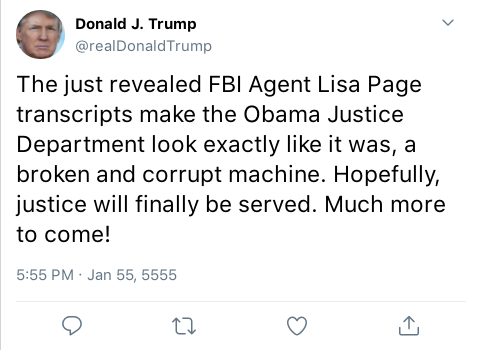 Donald J. Trump
@realDonaldTrump
The just revealed FBI Agent Lisa Page
transcripts make the Obama Justice
Department look exactly like it was, a
broken and corrupt machine. Hopefully,
justice will finally be served. Much more
to come!
5:55 PM · Jan 55, 5555